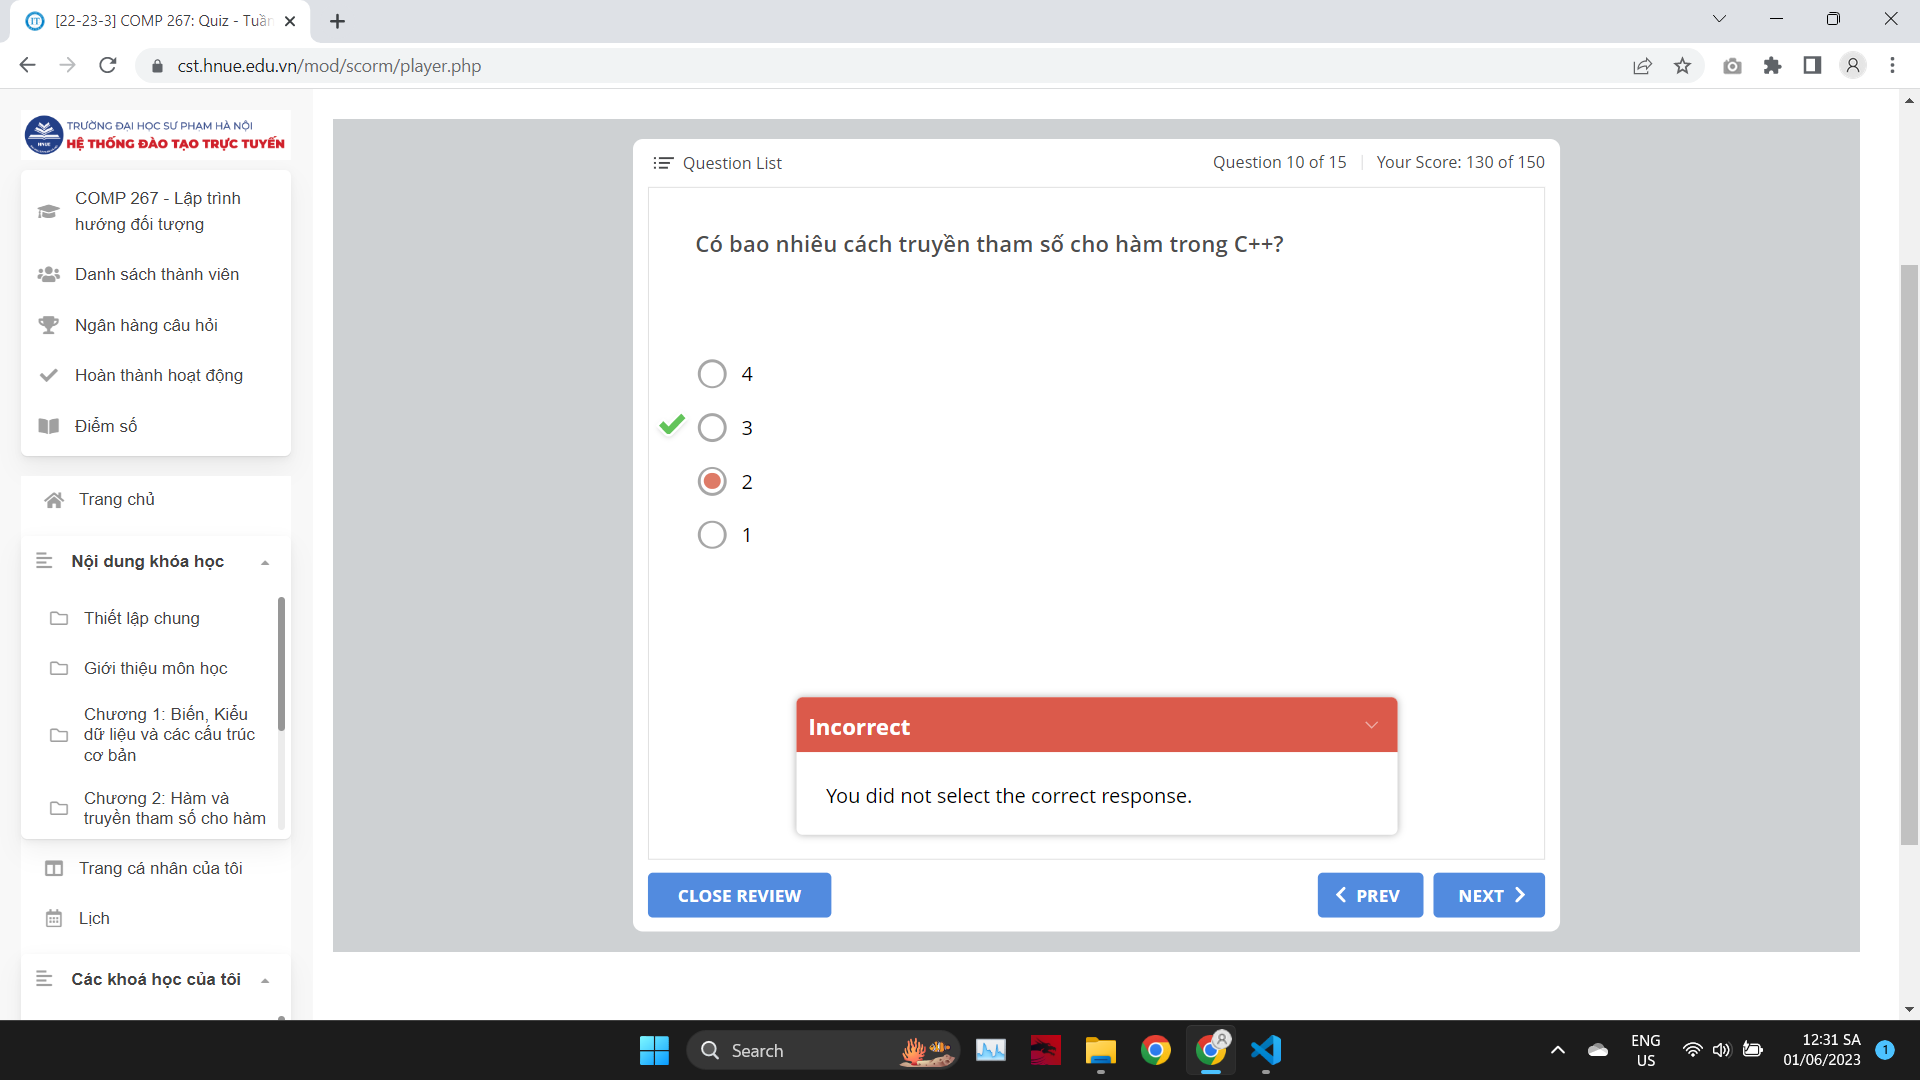 [22-23-3] COMP 267: Quiz - Tuần
cst.hnue.edu.vn/mod/scorm/player.php
TRƯỜNG ĐẠI HỌC SƯ PHẠM HÀ NỘI
HỆ THỐNG ĐÀO TẠO TRỰC TUYẾN
COMP 267 - Lập trình
hướng đối tượng
Danh sách thành viên
Ngân hàng câu hỏi
Hoàn thành hoạt động
Điểm số
Trang chủ
Nội dung khóa học
Thiết lập chung
Giới thiệu môn học
Chương 1: Biến, Kiểu
dữ liệu và các cấu trúc
cơ bản
Chương 2: Hàm và
truyền tham số cho hàm
Trang cá nhân của tôi
Lịch
Các khoá học của tôi
Question List
Question 10 of 15
Your Score: 130 of 150
Có bao nhiêu cách truyền tham số cho hàm trong C++?
4
3
2
1
Incorrect
You did not select the correct response.
CLOSE REVIEW
PREV
NEXT
Search
ENG
US
12:31 SA
01/06/2023
1